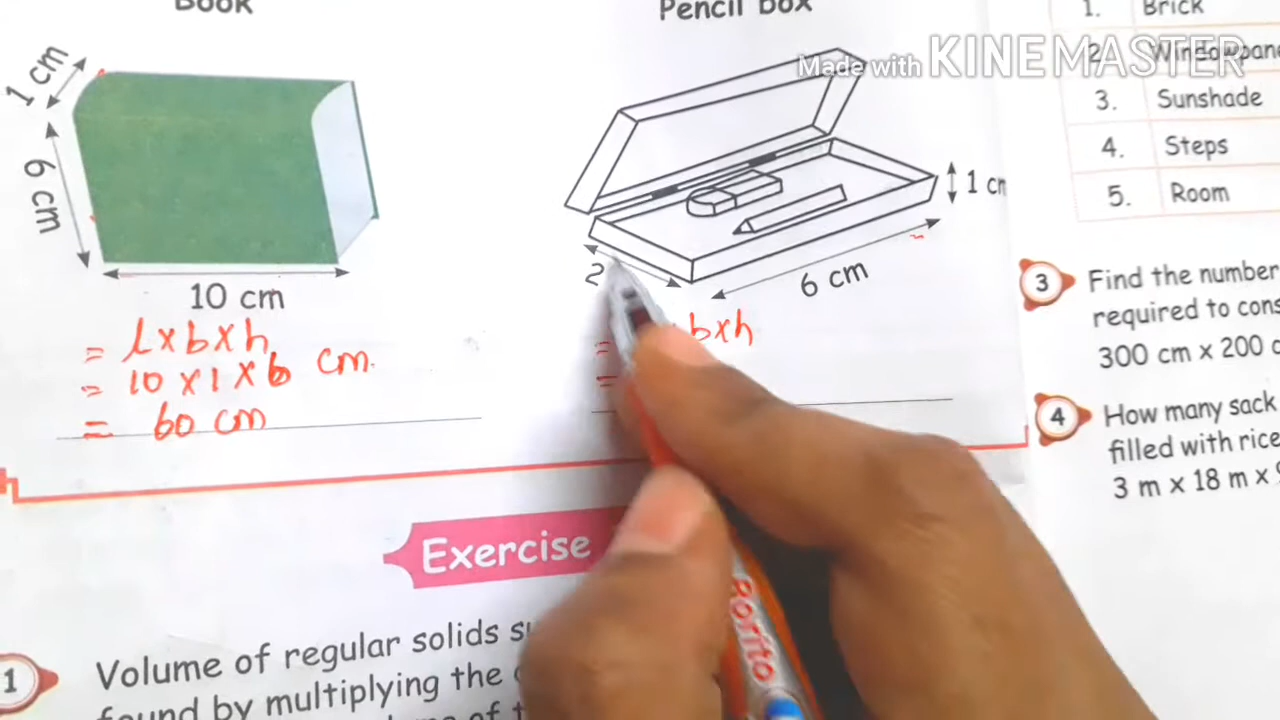 Book
1 cm
6 cm
10 cm
= l x b x h
= 10 x 1 x 6 cm.
= 60 cm
Pencil box
1 cm
2
6 cm
= b x h
=
Made with KINEMASTER
1. Brick
2. Windowpane
3. Sunshade
4. Steps
5. Room
3 Find the number
required to cons
300 cm x 200 c
4 How many sack
filled with rice
3 m x 18 m x 9
Exercise
1 Volume of regular solids su
found by multiplying the
of t
Rorito